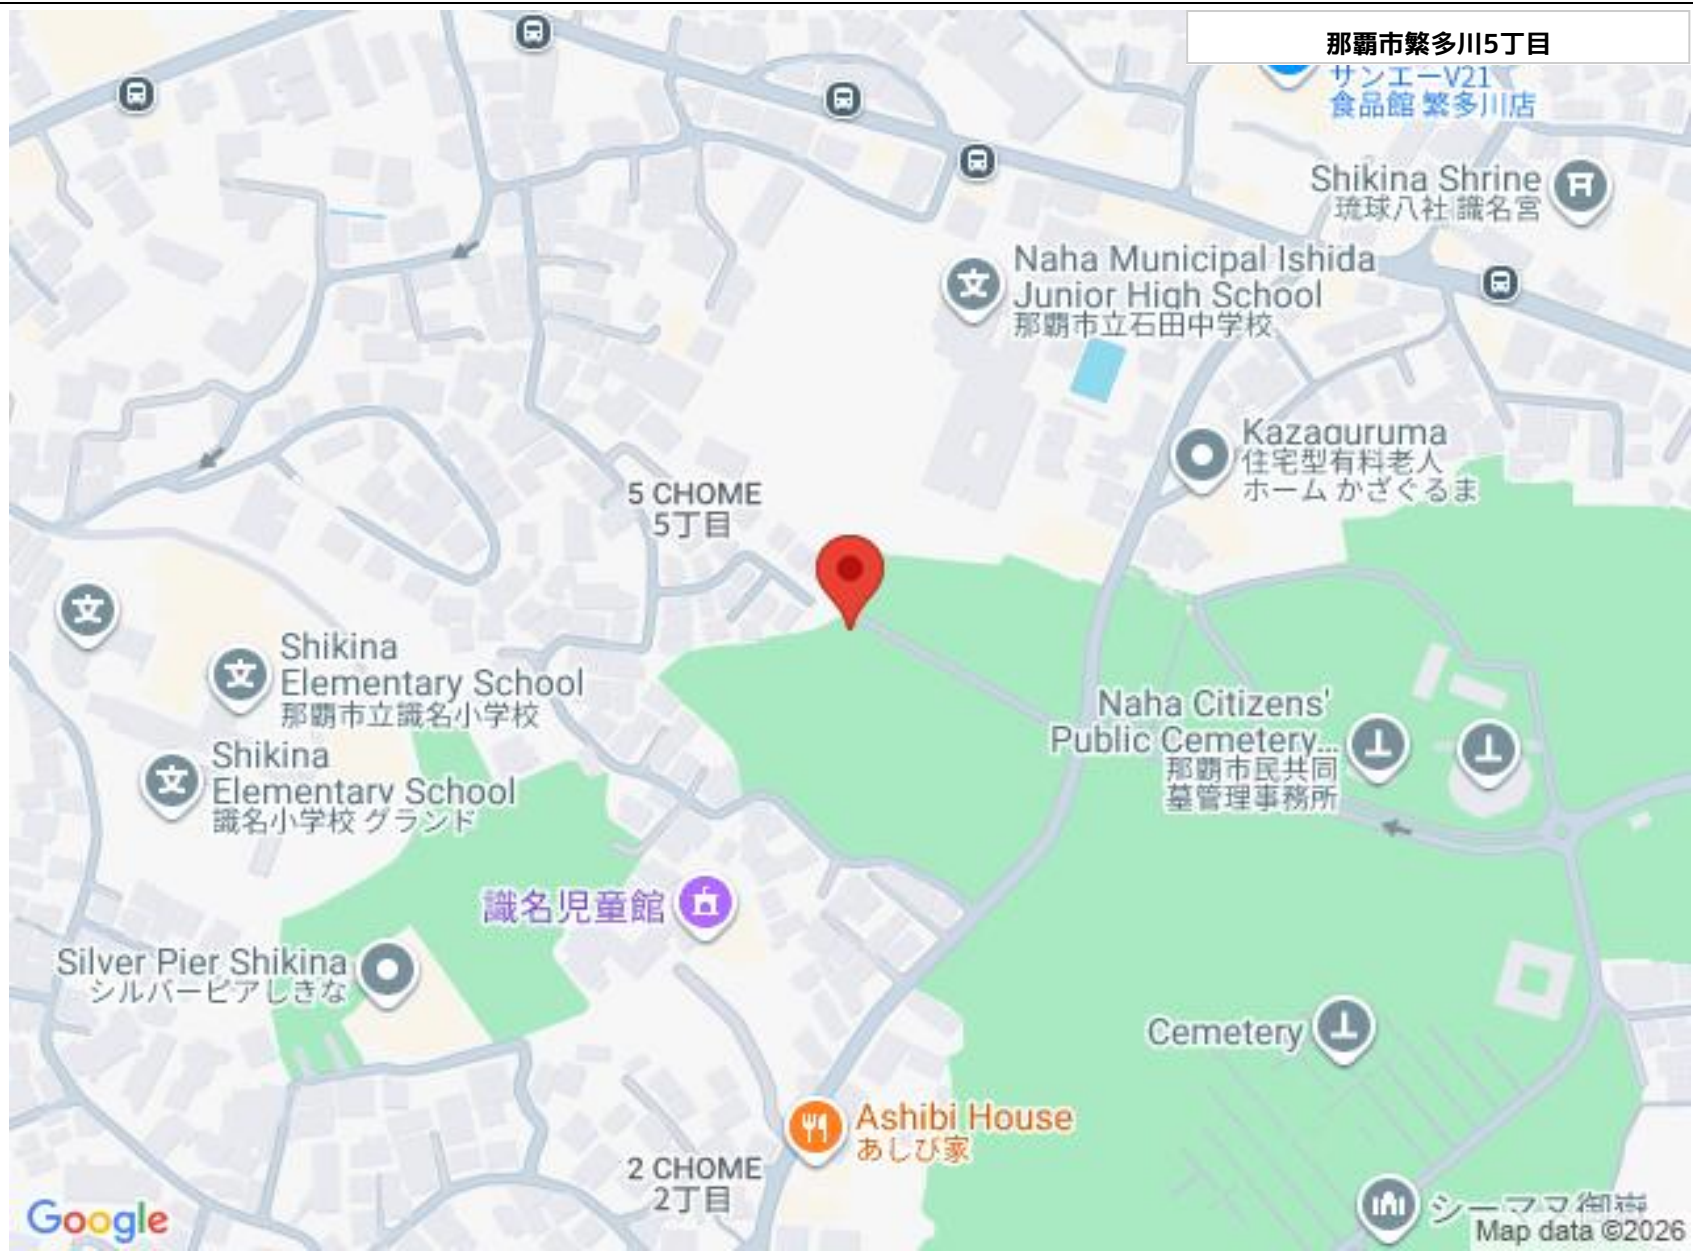 那覇市繁多川5丁目
サンエーV21
食品館 繁多川店
Shikina Shrine
琉球八社 識名宮
Naha Municipal Ishida
Junior High School
那覇市立石田中学校
Kazaguruma
住宅型有料老人
ホーム かざぐるま
5 CHOME
5丁目
文
Shikina
Elementary School
那覇市立識名小学校
Shikina
Elementary School
識名小学校 グランド
Naha Citizens'
Public Cemetery...
那覇市民共同
墓管理事務所
識名児童館
Silver Pier Shikina
シルバーピアしきな
Cemetery
Ashibi House
あしび家
2 CHOME
2丁目
シーマヌ御嶽
Google
Map data ©2026